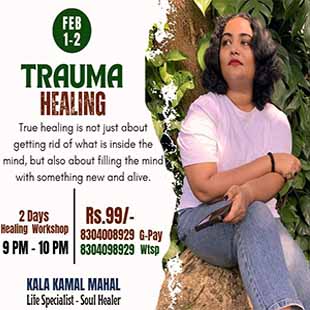 FEB
1-2
TRAUMA
HEALING
True healing is not just about
getting rid of what is inside the
mind, but also about filling the mind
with something new and alive.
2 Days
Healing Workshop
9 PM - 10 PM
Rs.99/-
8304008929 G-Pay
8304098929 Wtsp
KALA KAMAL MAHAL
Life Specialist - Soul Healer